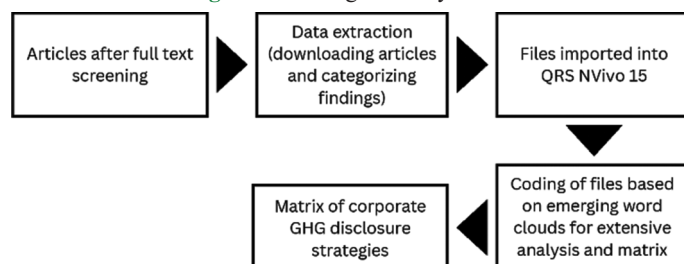 Articles after full text
screening
Data extraction
(downloading articles
and categorizing
findings)
Files imported into
QRS NVivo 15
Coding of files based
on emerging word
clouds for extensive
analysis and matrix
Matrix of corporate
GHG disclosure
strategies